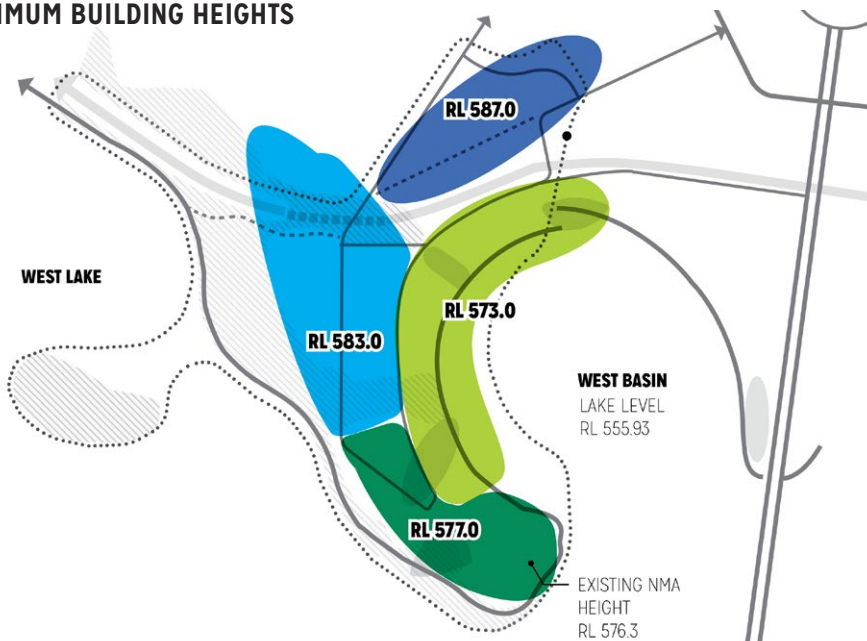 IMUM BUILDING HEIGHTS
RL 587.0
WEST LAKE
RL 573.0
RL 583.0
WEST BASIN
LAKE LEVEL
RL 555.93
RL 577.0
EXISTING NMA
HEIGHT
RL 576.3